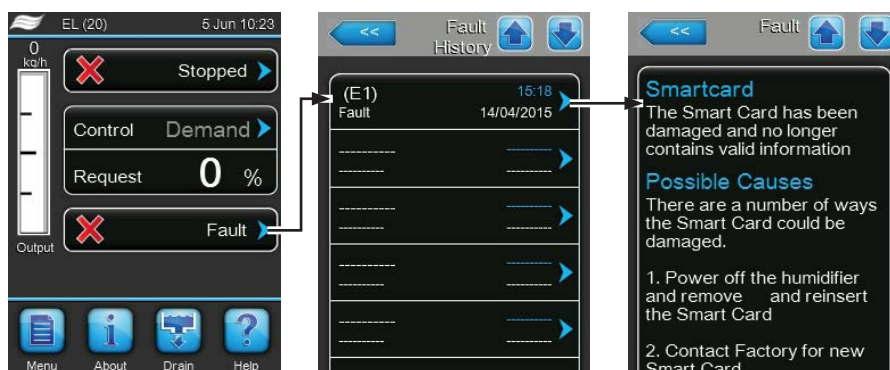 EL (20) 5 Jun 10:23
0
kg/h
Stopped
Control Demand
Request 0 %
Fault
Output
Menu About Drain Help
<< Fault
History
(E1) 15:18
Fault 14/04/2015
---------- ----------
---------- ----------
---------- ----------
---------- ----------
---------- ----------
---------- ----------
---------- ----------
---------- ----------
<< Fault
Smartcard
The Smart Card has been
damaged and no longer
contains valid information
Possible Causes
There are a number of ways
the Smart Card could be
damaged.
1. Power off the humidifier
and remove and reinsert
the Smart Card
2. Contact Factory for new
Smart Card